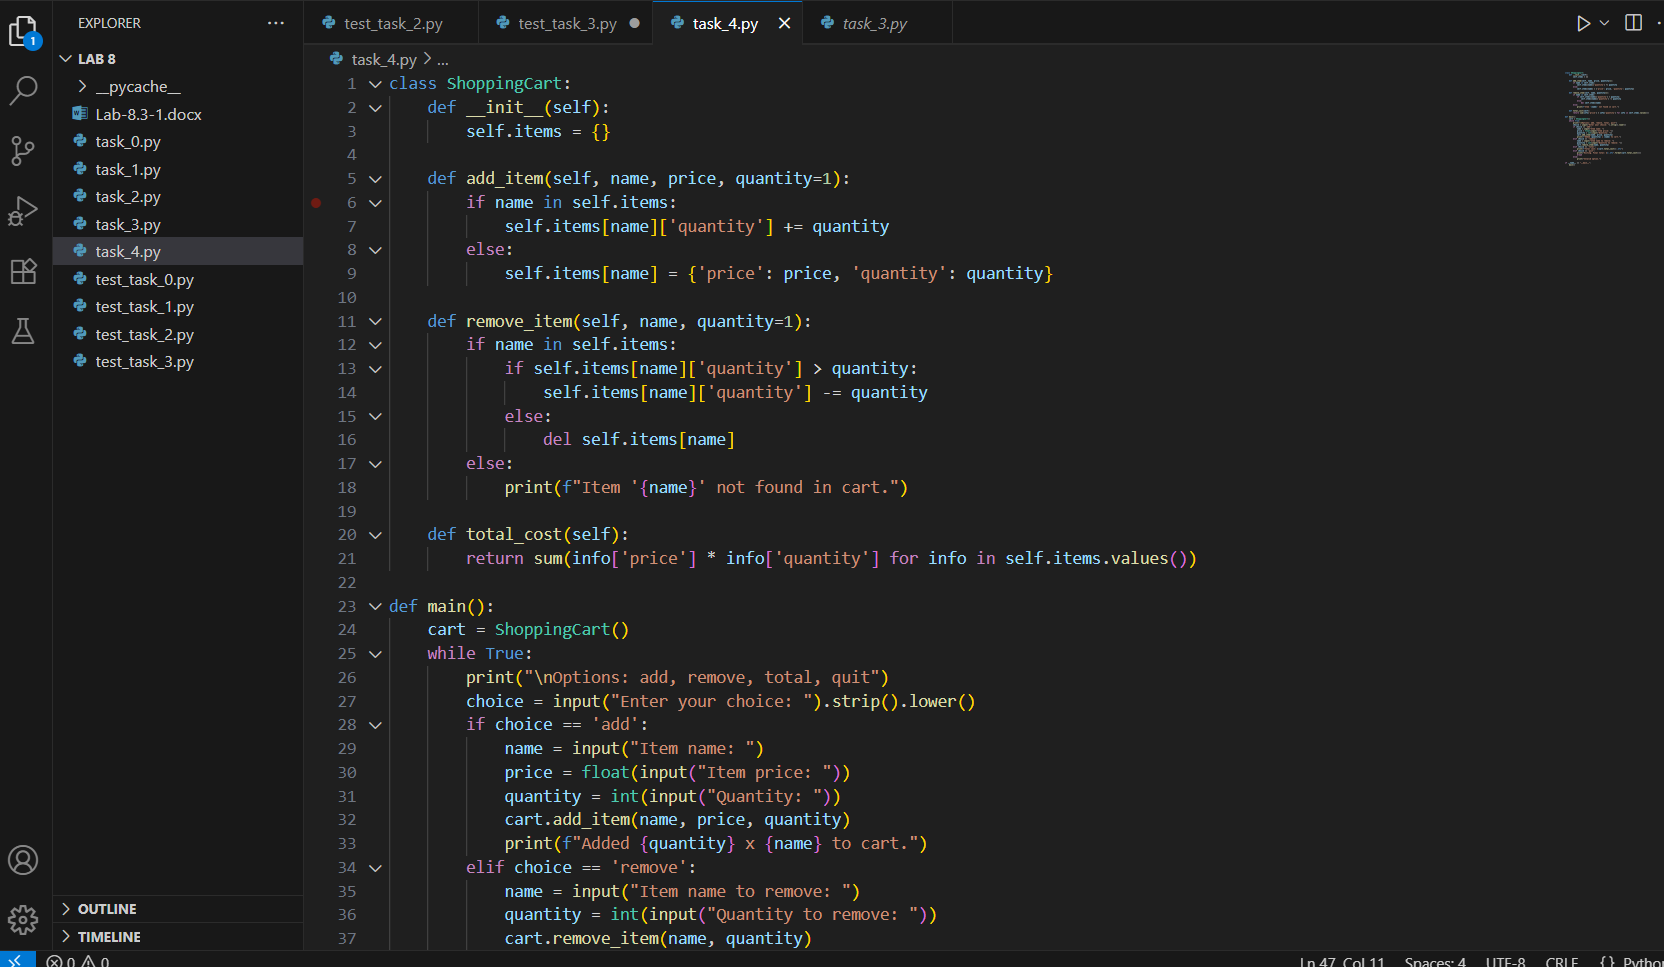 EXPLORER
test_task_2.py
test_task_3.py
task_4.py
task_3.py
1
LAB 8
__pycache__
Lab-8.3-1.docx
task_0.py
task_1.py
task_2.py
task_3.py
task_4.py
test_task_0.py
test_task_1.py
test_task_2.py
test_task_3.py
OUTLINE
TIMELINE
task_4.py > ...
1 class ShoppingCart:
2     def __init__(self):
3         self.items = {}
4
5     def add_item(self, name, price, quantity=1):
6         if name in self.items:
7             self.items[name]['quantity'] += quantity
8         else:
9             self.items[name] = {'price': price, 'quantity': quantity}
10
11     def remove_item(self, name, quantity=1):
12         if name in self.items:
13             if self.items[name]['quantity'] > quantity:
14                 self.items[name]['quantity'] -= quantity
15             else:
16                 del self.items[name]
17         else:
18             print(f"Item '{name}' not found in cart.")
19
20     def total_cost(self):
21         return sum(info['price'] * info['quantity'] for info in self.items.values())
22
23 def main():
24     cart = ShoppingCart()
25     while True:
26         print("\nOptions: add, remove, total, quit")
27         choice = input("Enter your choice: ").strip().lower()
28         if choice == 'add':
29             name = input("Item name: ")
30             price = float(input("Item price: "))
31             quantity = int(input("Quantity: "))
32             cart.add_item(name, price, quantity)
33             print(f"Added {quantity} x {name} to cart.")
34         elif choice == 'remove':
35             name = input("Item name to remove: ")
36             quantity = int(input("Quantity to remove: "))
37             cart.remove_item(name, quantity)
0 0
Ln 47, Col 11 Spaces: 4 UTF-8 CRLF {} Python